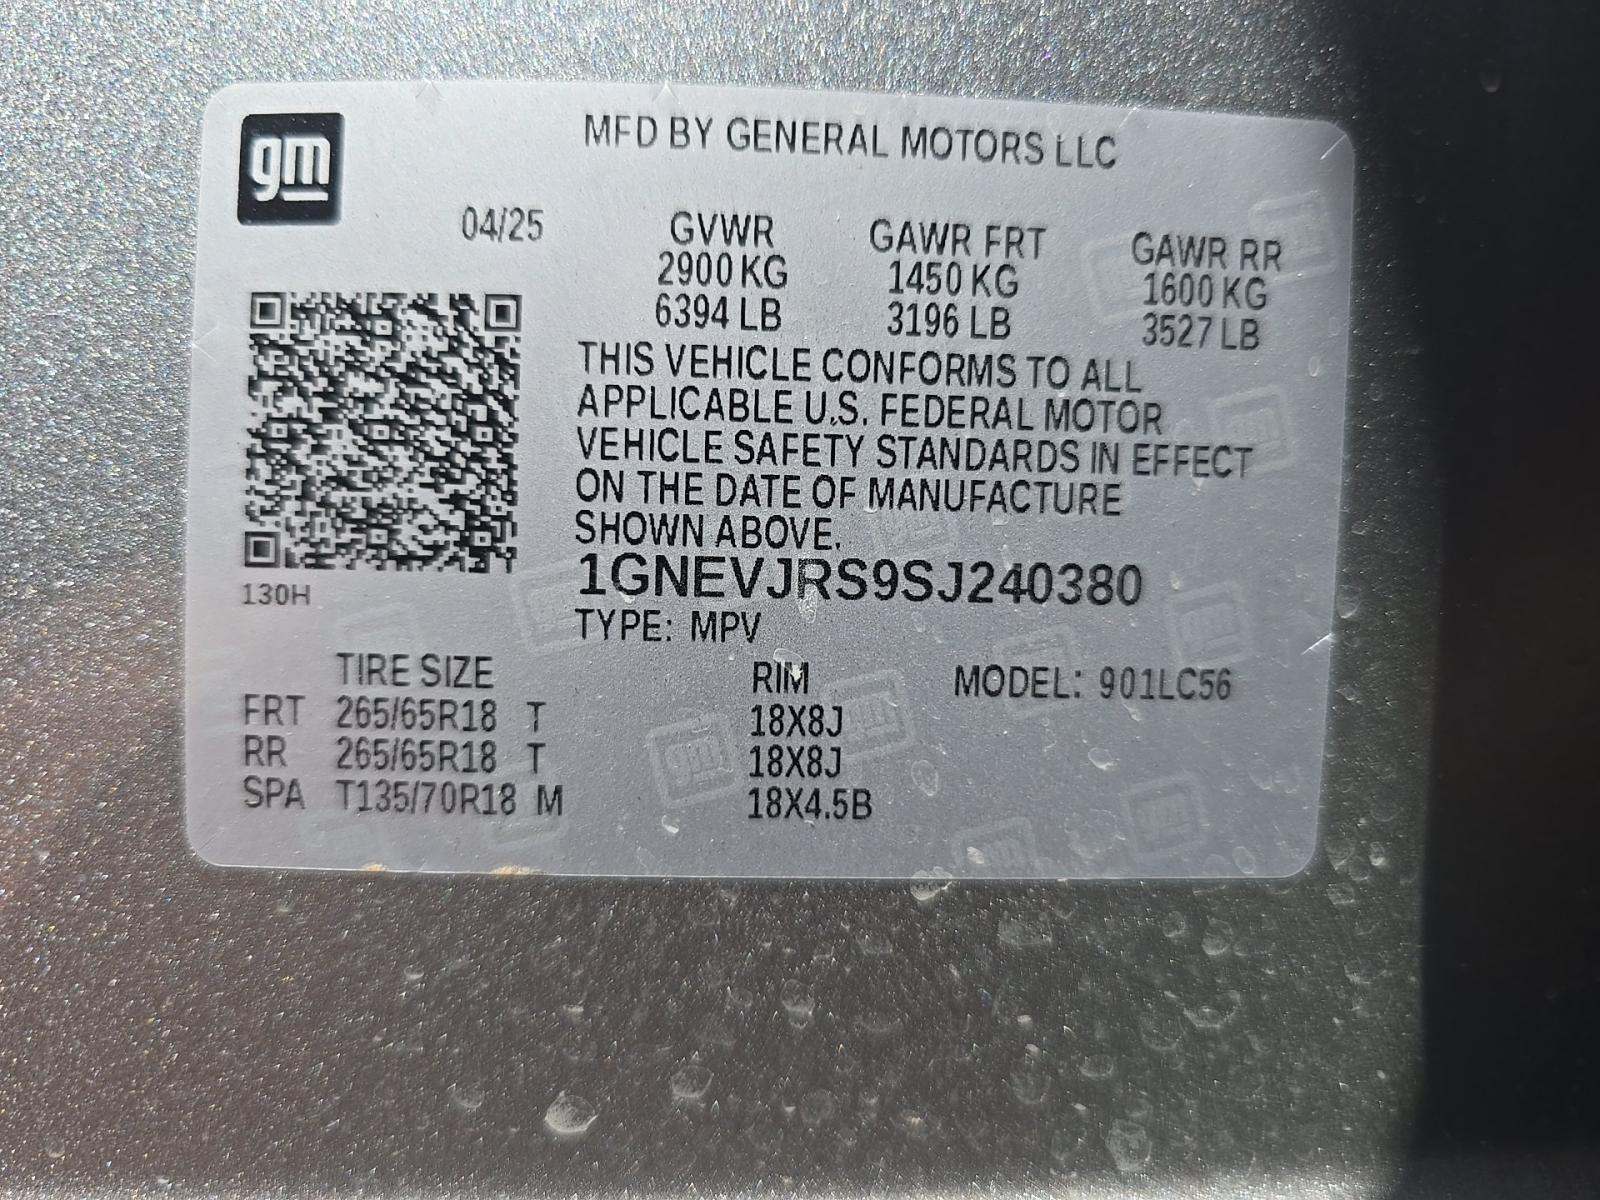 gm
MFD BY GENERAL MOTORS LLC
04/25 GVWR GAWR FRT GAWR RR
2900 KG 1450 KG 1600 KG
6394 LB 3196 LB 3527 LB
THIS VEHICLE CONFORMS TO ALL
APPLICABLE U.S. FEDERAL MOTOR
VEHICLE SAFETY STANDARDS IN EFFECT
ON THE DATE OF MANUFACTURE
SHOWN ABOVE.
1GNEVJRS9SJ240380
130H
TYPE: MPV
TIRE SIZE RIM MODEL: 901LC56
FRT 265/65R18 T 18X8J
RR 265/65R18 T 18X8J
SPA T135/70R18 M 18X4.5B